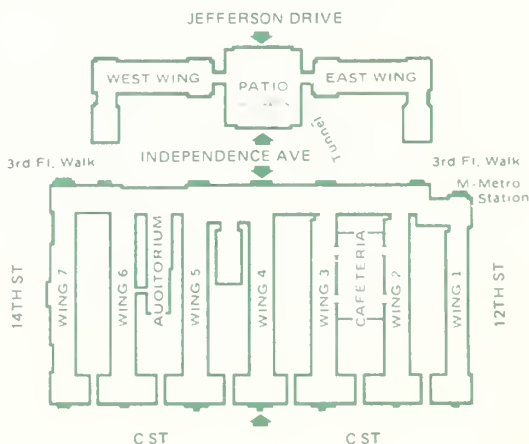 JEFFERSON DRIVE
WEST WING
PATIO
EAST WING
Tunnel
INDEPENDENCE AVE
3rd Fl. Walk
3rd Fl. Walk
M-Metro
Station
14TH ST
WING 7
WING 6
AUDITORIUM
WING 5
WING 4
WING 3
CAFETERIA
WING 2
WING 1
12TH ST
C ST
C ST